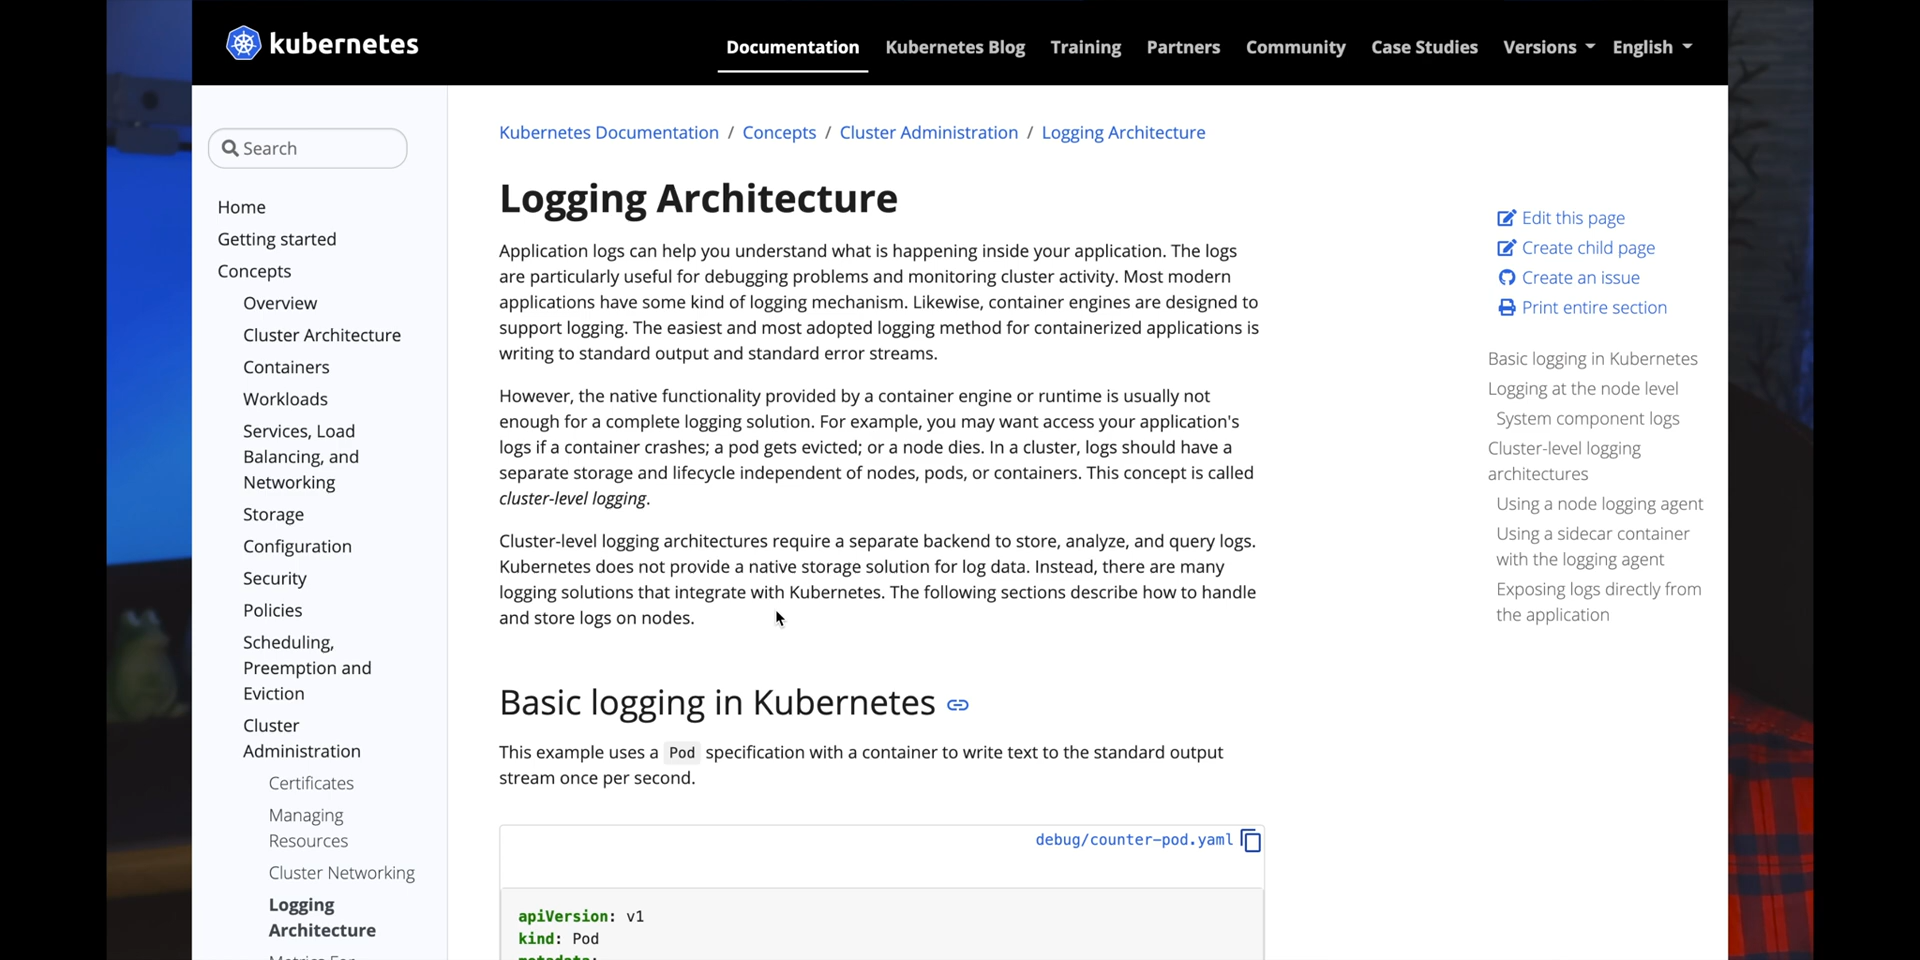 kubernetes
Documentation
Kubernetes Blog
Training
Partners
Community
Case Studies
Versions
English
Search
Home
Getting started
Concepts
Overview
Cluster Architecture
Containers
Workloads
Services, Load
Balancing, and
Networking
Storage
Configuration
Security
Policies
Scheduling,
Preemption and
Eviction
Cluster
Administration
Certificates
Managing
Resources
Cluster Networking
Logging
Architecture
Kubernetes Documentation / Concepts / Cluster Administration / Logging Architecture
Logging Architecture
Application logs can help you understand what is happening inside your application. The logs
are particularly useful for debugging problems and monitoring cluster activity. Most modern
applications have some kind of logging mechanism. Likewise, container engines are designed to
support logging. The easiest and most adopted logging method for containerized applications is
writing to standard output and standard error streams.
However, the native functionality provided by a container engine or runtime is usually not
enough for a complete logging solution. For example, you may want access your application's
logs if a container crashes; a pod gets evicted; or a node dies. In a cluster, logs should have a
separate storage and lifecycle independent of nodes, pods, or containers. This concept is called
cluster-level logging.
Cluster-level logging architectures require a separate backend to store, analyze, and query logs.
Kubernetes does not provide a native storage solution for log data. Instead, there are many
logging solutions that integrate with Kubernetes. The following sections describe how to handle
and store logs on nodes.
Basic logging in Kubernetes
This example uses a Pod specification with a container to write text to the standard output
stream once per second.
debug/counter-pod.yaml
apiVersion: v1
kind: Pod
Edit this page
Create child page
Create an issue
Print entire section
Basic logging in Kubernetes
Logging at the node level
System component logs
Cluster-level logging
architectures
Using a node logging agent
Using a sidecar container
with the logging agent
Exposing logs directly from
the application